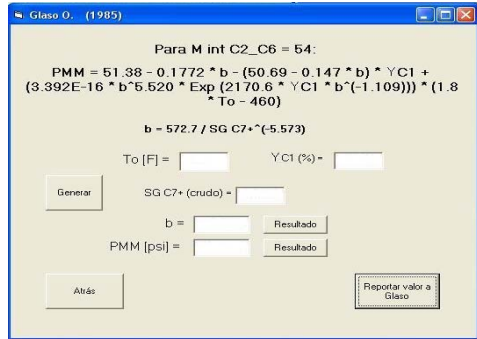 Glaso O. (1985)
Para M int C2_C6 = 54:
PMM = 51.38 - 0.1772 * b - (50.69 - 0.147 * b) * YC1 +
(3.392E-16 * b^5.520 * Exp (2170.6 * YC1 * b^(-1.109))) * (1.8
* To - 460)
b = 572.7 / SG C7+^(-5.573)
To [F] = YC1 (%) =
Generar SG C7+ (crudo) =
b = Resultado
PMM [psi] = Resultado
Atrás Reportar valor a
Glaso